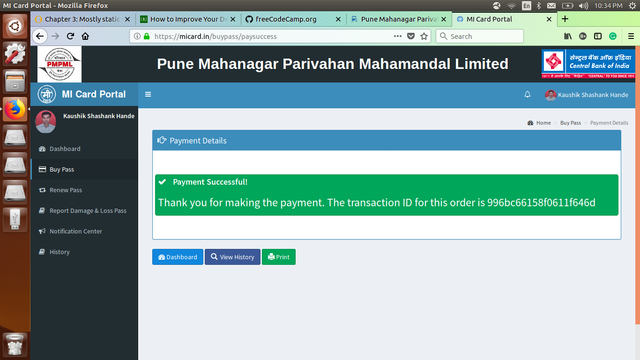 MI Card Portal - Mozilla Firefox
10:34 PM
Chapter 3: Mostly static
How to Improve Your Da
freeCodeCamp.org
Pune Mahanagar Parivah
MI Card Portal
https://micard.in/buypass/paysuccess
Search
PMPML
Pune Mahanagar Parivahan Mahamandal Limited
सेन्ट्रल बैंक ऑफ़ इंडिया
Central Bank of India
"CENTRAL" TO YOU SINCE 1911
MI Card Portal
Kaushik Shashank Hande
Kaushik Shashank Hande
Home
Buy Pass
Payment Details
Dashboard
Buy Pass
Renew Pass
Report Damage & Loss Pass
Notification Center
History
Payment Details
Payment Successful!
Thank you for making the payment. The transaction ID for this order is 996bc66158f0611f646d
Dashboard
View History
Print